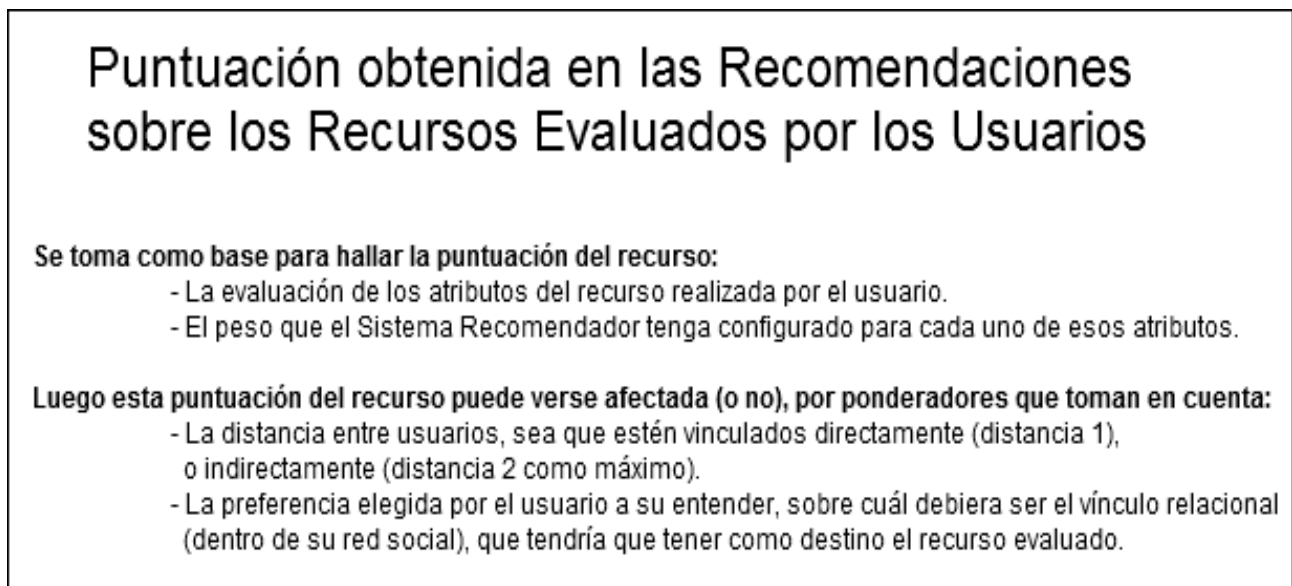 Puntuación obtenida en las Recomendaciones
sobre los Recursos Evaluados por los Usuarios
Se toma como base para hallar la puntuación del recurso:
- La evaluación de los atributos del recurso realizada por el usuario.
- El peso que el Sistema Recomendador tenga configurado para cada uno de esos atributos.
Luego esta puntuación del recurso puede verse afectada (o no), por ponderadores que toman en cuenta:
- La distancia entre usuarios, sea que estén vinculados directamente (distancia 1),
o indirectamente (distancia 2 como máximo).
- La preferencia elegida por el usuario a su entender, sobre cuál debiera ser el vínculo relacional
(dentro de su red social), que tendría que tener como destino el recurso evaluado.